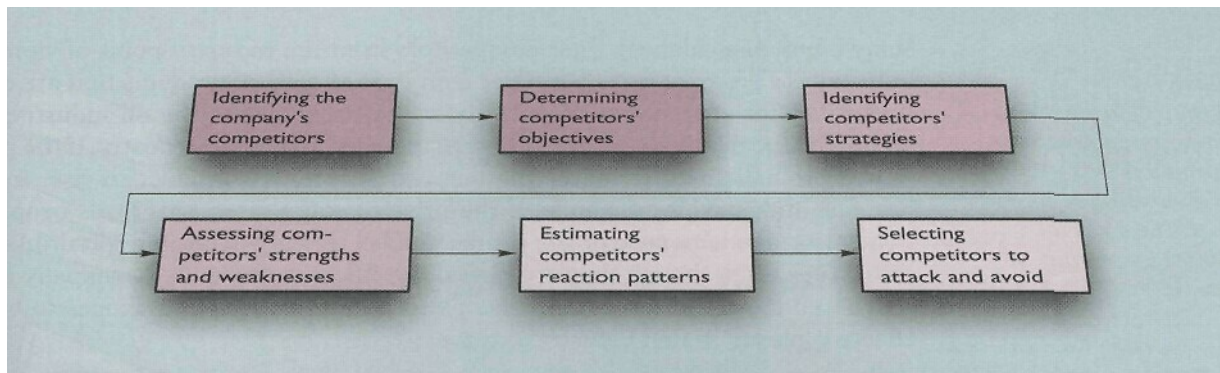 Identifying the
company's
competitors
Determining
competitors'
objectives
Identifying
competitors'
strategies
Assessing com-
petitors' strengths
and weaknesses
Estimating
competitors'
reaction patterns
Selecting
competitors to
attack and avoid